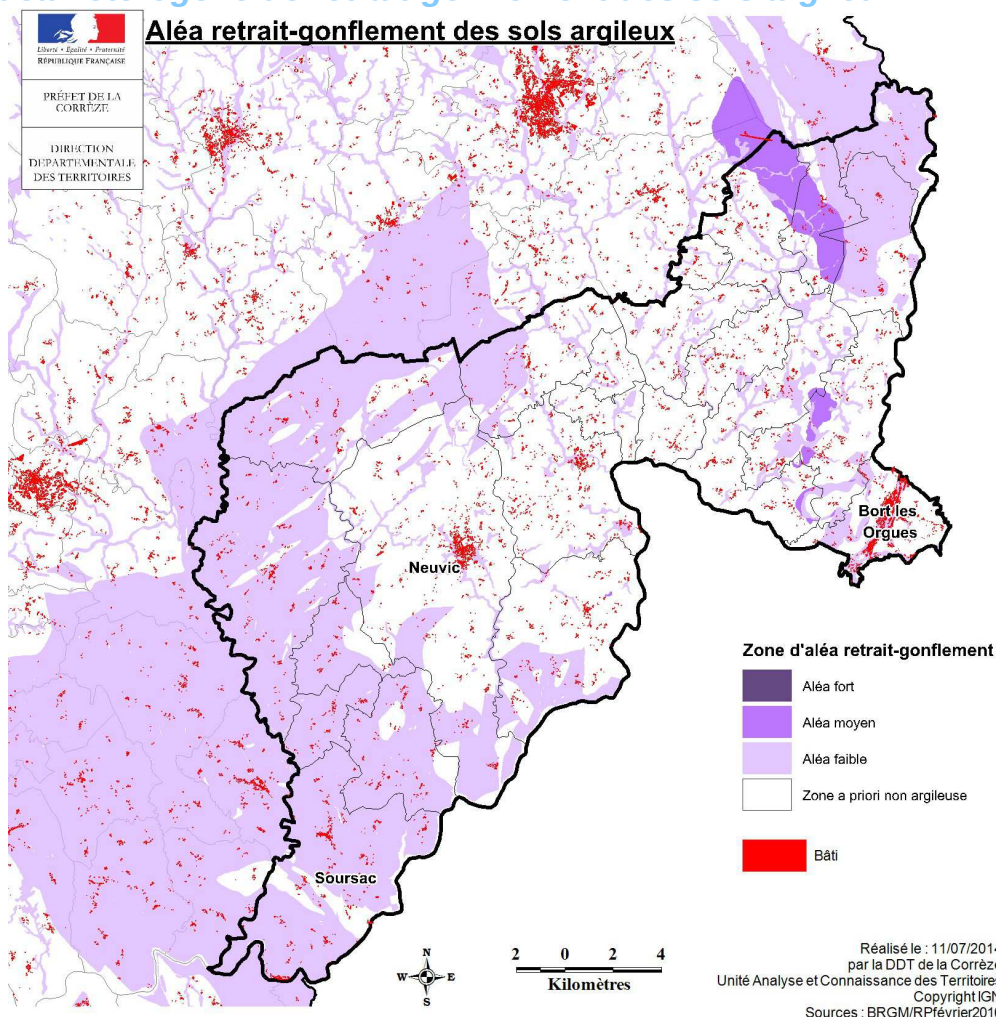 Aléa retrait-gonflement des sols argileux
Liberté • Égalité • Fraternité
RÉPUBLIQUE FRANÇAISE
PRÉFET DE LA
CORRÈZE
DIRECTION
DEPARTEMENTALE
DES TERRITOIRES
Bort les
Orgues
Neuvic
Soursac
Zone d'aléa retrait-gonflement
Aléa fort
Aléa moyen
Aléa faible
Zone a priori non argileuse
Bâti
N
W E
S
2 0 2 4
Kilomètres
Réalisé le : 11/07/2014
par la DDT de la Corrèze
Unité Analyse et Connaissance des Territoires
Copyright IGN
Sources : BRGM/RPfévrier2010